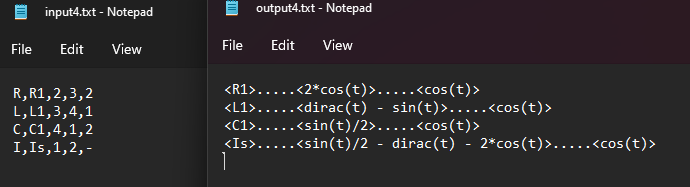 input4.txt - Notepad
File Edit View
R,R1,2,3,2
L,L1,3,4,1
C,C1,4,1,2
I,Is,1,2,-
output4.txt - Notepad
File Edit View
<R1>.....<2*cos(t)>.....<cos(t)>
<L1>.....<dirac(t) - sin(t)>.....<cos(t)>
<C1>.....<sin(t)/2>.....<cos(t)>
<Is>.....<sin(t)/2 - dirac(t) - 2*cos(t)>.....<cos(t)>